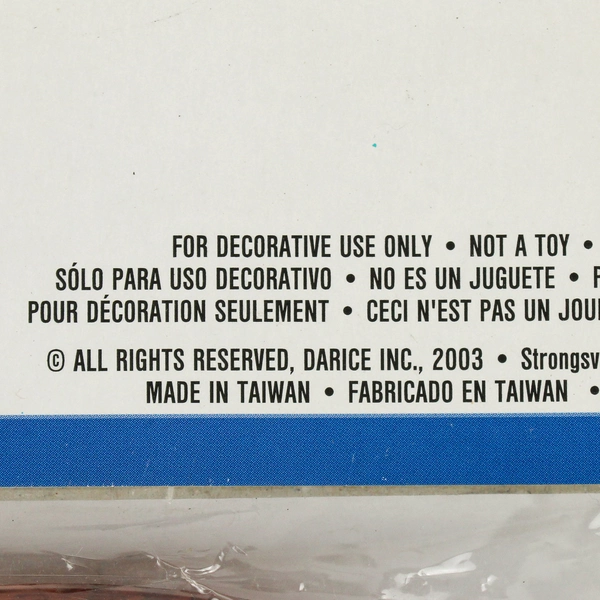 FOR DECORATIVE USE ONLY • NOT A TOY •
SÓLO PARA USO DECORATIVO • NO ES UN JUGUETE •
POUR DÉCORATION SEULEMENT • CECI N'EST PAS UN
© ALL RIGHTS RESERVED, DARICE INC., 2003 •
MADE IN TAIWAN • FABRICADO EN TAIWAN •